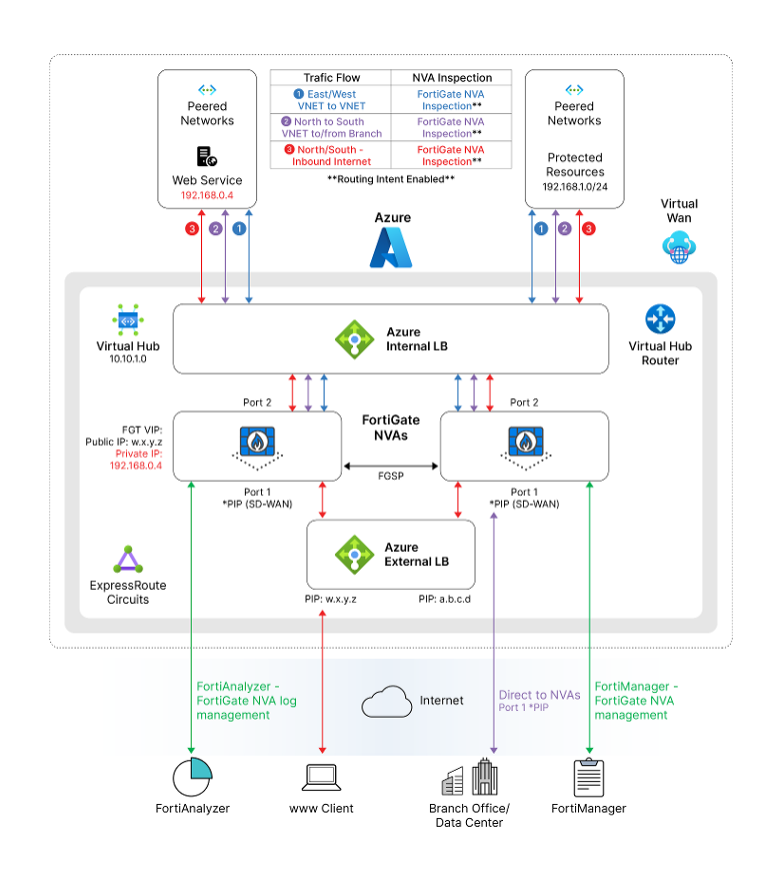 Trafic Flow
NVA Inspection
1 East/West
VNET to VNET
FortiGate NVA
Inspection**
2 North to South
VNET to/from Branch
FortiGate NVA
Inspection**
3 North/South -
Inbound Internet
FortiGate NVA
Inspection**
**Routing Intent Enabled**
Peered
Networks
Web Service
192.168.0.4
Peered
Networks
Protected
Resources
192.168.1.0/24
3
2
1
Azure
1
2
3
Virtual
Wan
Virtual Hub
10.10.1.0
Azure
Internal LB
Virtual Hub
Router
Port 2
Port 2
FGT VIP:
Public IP: w.x.y.z
Private IP:
192.168.0.4
FortiGate
NVAs
FGSP
Port 1
*PIP (SD-WAN)
Port 1
*PIP (SD-WAN)
Azure
External LB
ExpressRoute
Circuits
PIP: w.x.y.z
PIP: a.b.c.d
FortiAnalyzer -
FortiGate NVA log
management
Internet
Direct to NVAs
Port 1 *PIP
FortiManager -
FortiGate NVA
management
FortiAnalyzer
www Client
Branch Office/
Data Center
FortiManager